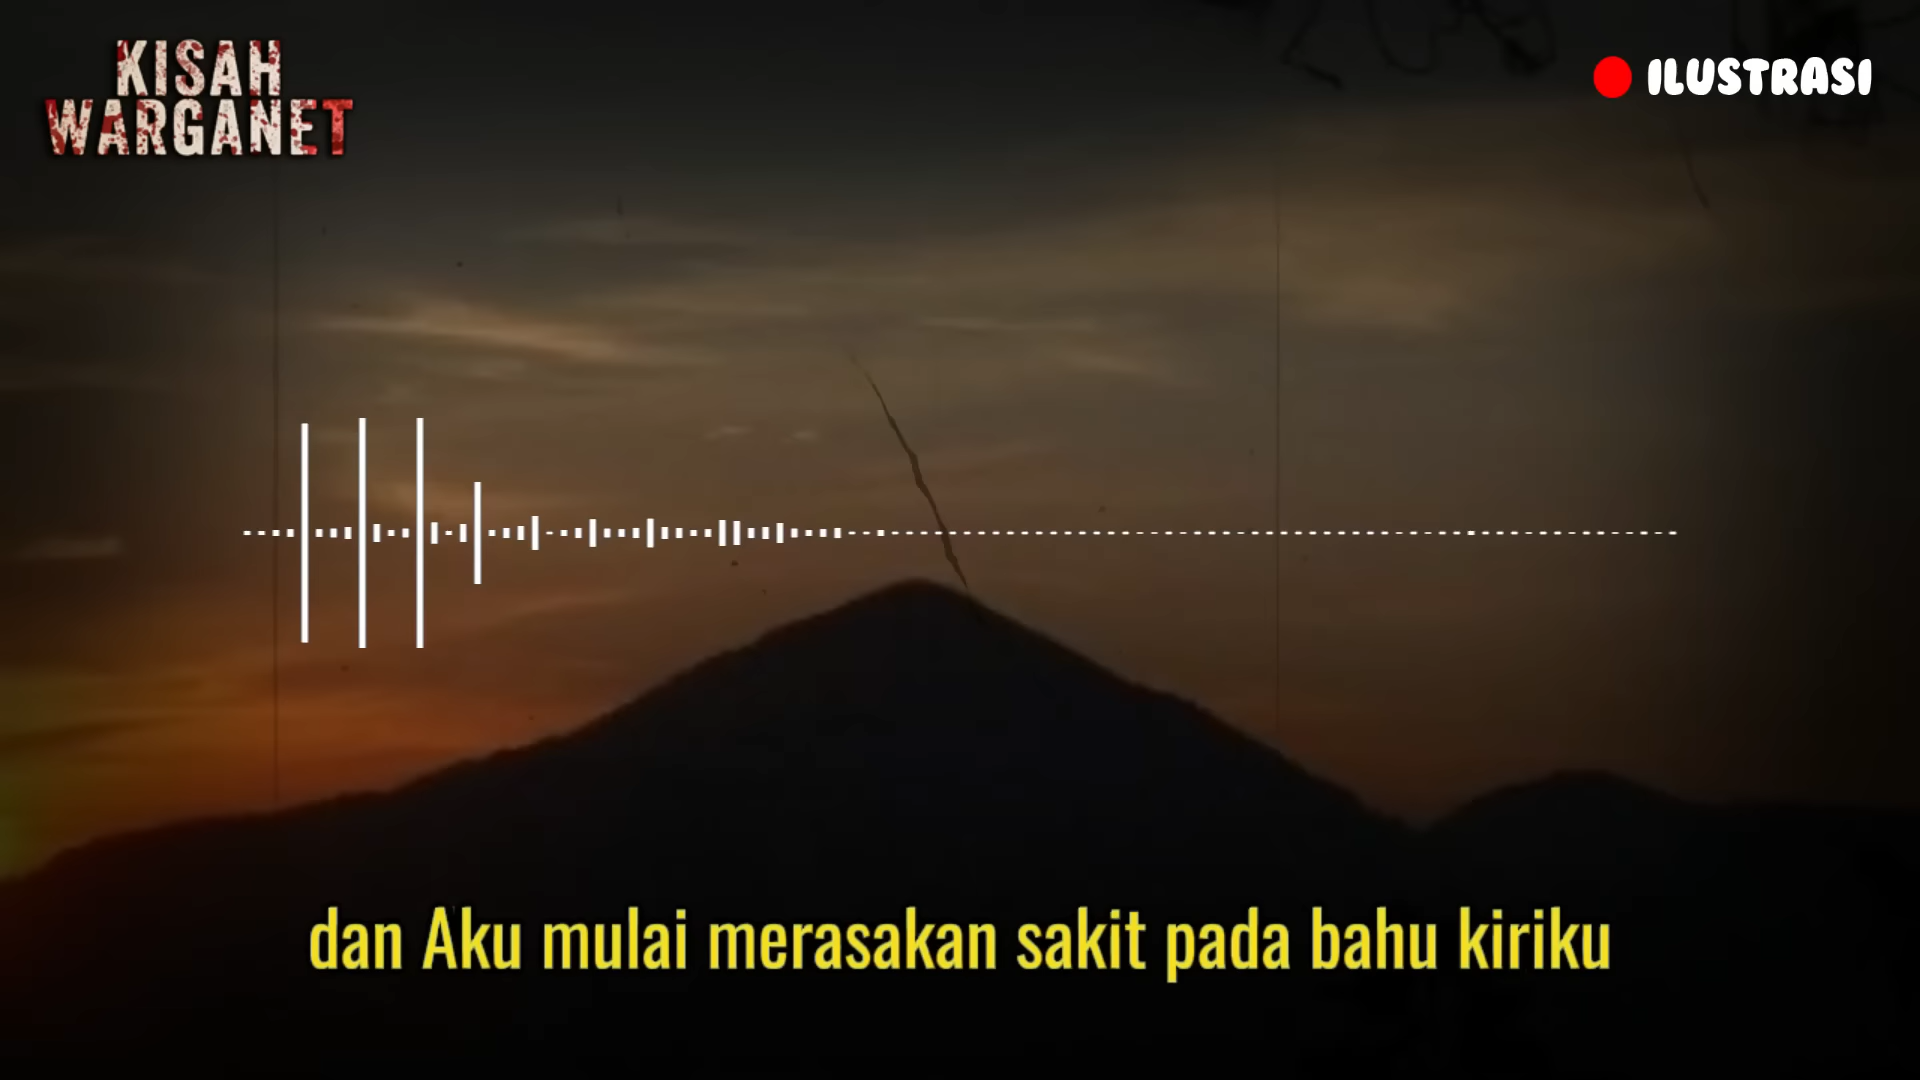 KISAH
WARGANET
ILUSTRASI
dan Aku mulai merasakan sakit pada bahu kiriku